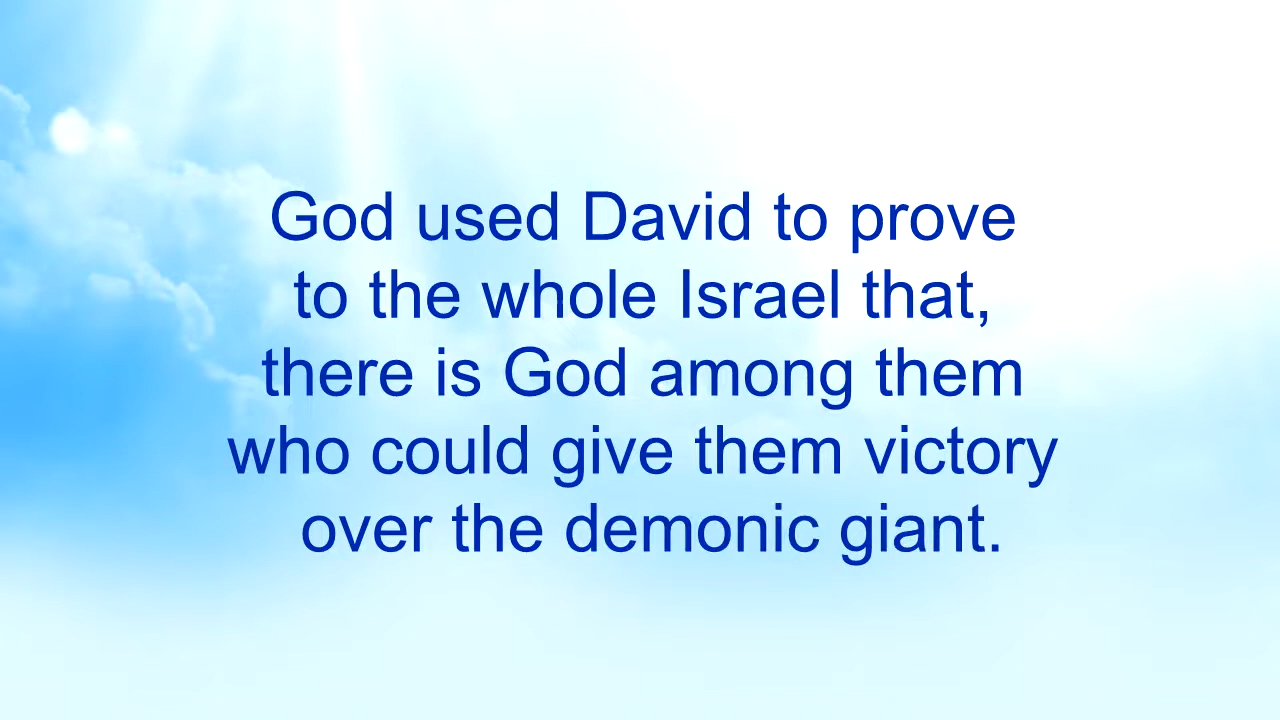 God used David to prove
to the whole Israel that,
there is God among them
who could give them victory
over the demonic giant.